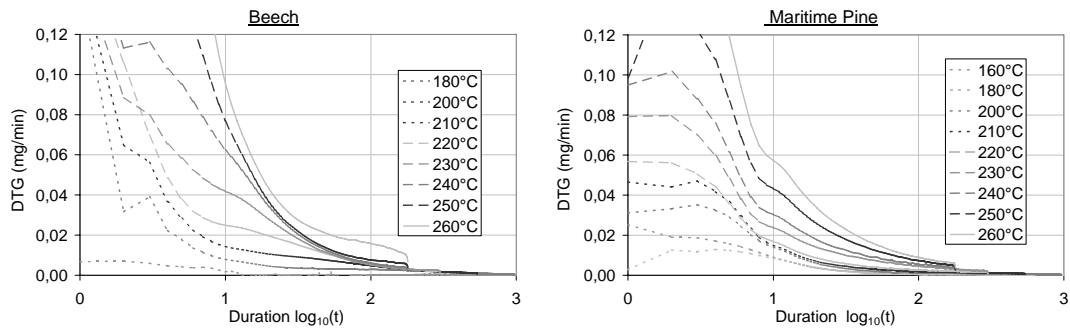 Beech
0,12
0,10
0,08
0,06
0,04
0,02
0,00
DTG (mg/min)
0
1
2
3
Duration log10(t)
180°C
200°C
210°C
220°C
230°C
240°C
250°C
260°C
Maritime Pine
0,12
0,10
0,08
0,06
0,04
0,02
0,00
DTG (mg/min)
0
1
2
3
Duration log10(t)
160°C
180°C
200°C
210°C
220°C
230°C
240°C
250°C
260°C